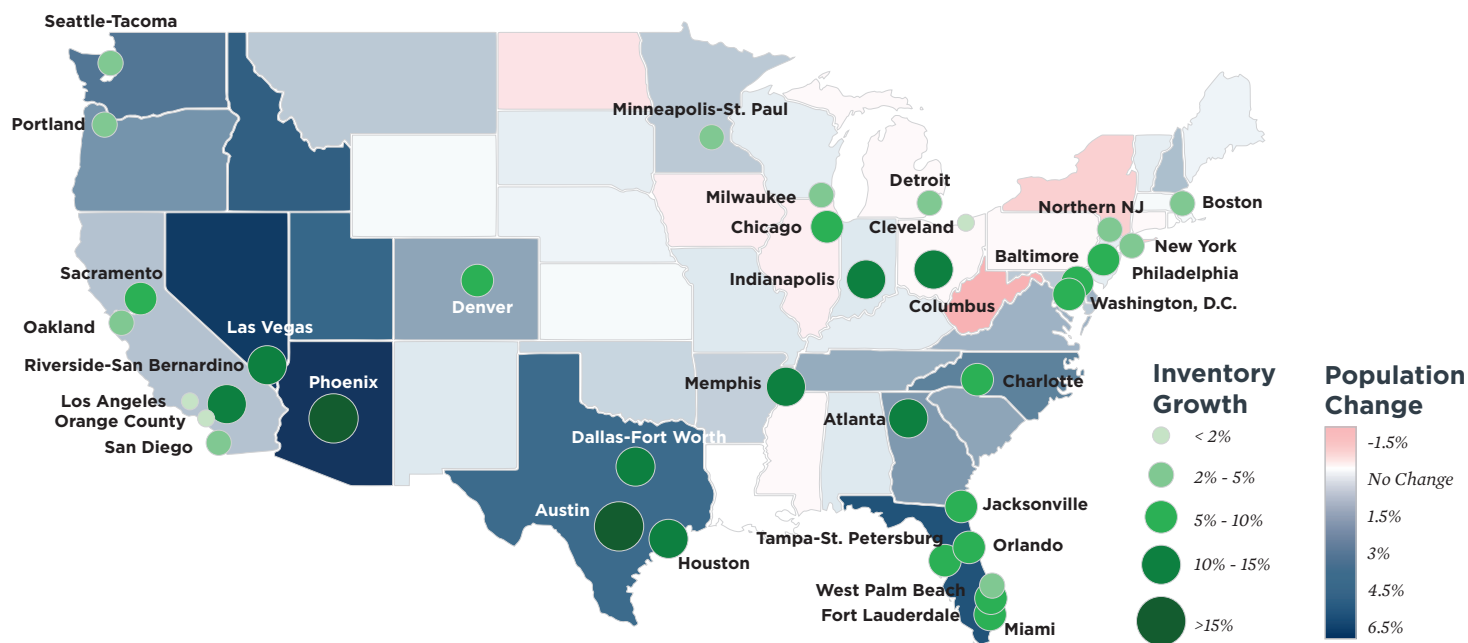 Seattle-Tacoma
Portland
Minneapolis-St. Paul
Milwaukee
Chicago
Detroit
Cleveland
Northern NJ
Boston
New York
Baltimore
Philadelphia
Washington, D.C.
Indianapolis
Columbus
Sacramento
Oakland
Denver
Las Vegas
Riverside-San Bernardino
Los Angeles
Orange County
San Diego
Phoenix
Memphis
Charlotte
Atlanta
Dallas-Fort Worth
Austin
Houston
Jacksonville
Tampa-St. Petersburg
Orlando
West Palm Beach
Fort Lauderdale
Miami
Inventory
Growth
< 2%
2% - 5%
5% - 10%
10% - 15%
>15%
Population
Change
-1.5%
No Change
1.5%
3%
4.5%
6.5%